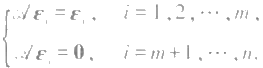 𝒜ε_i = ε_i, i = 1, 2, ⋯, m,
𝒜ε_i = 0, i = m+1, ⋯, n.